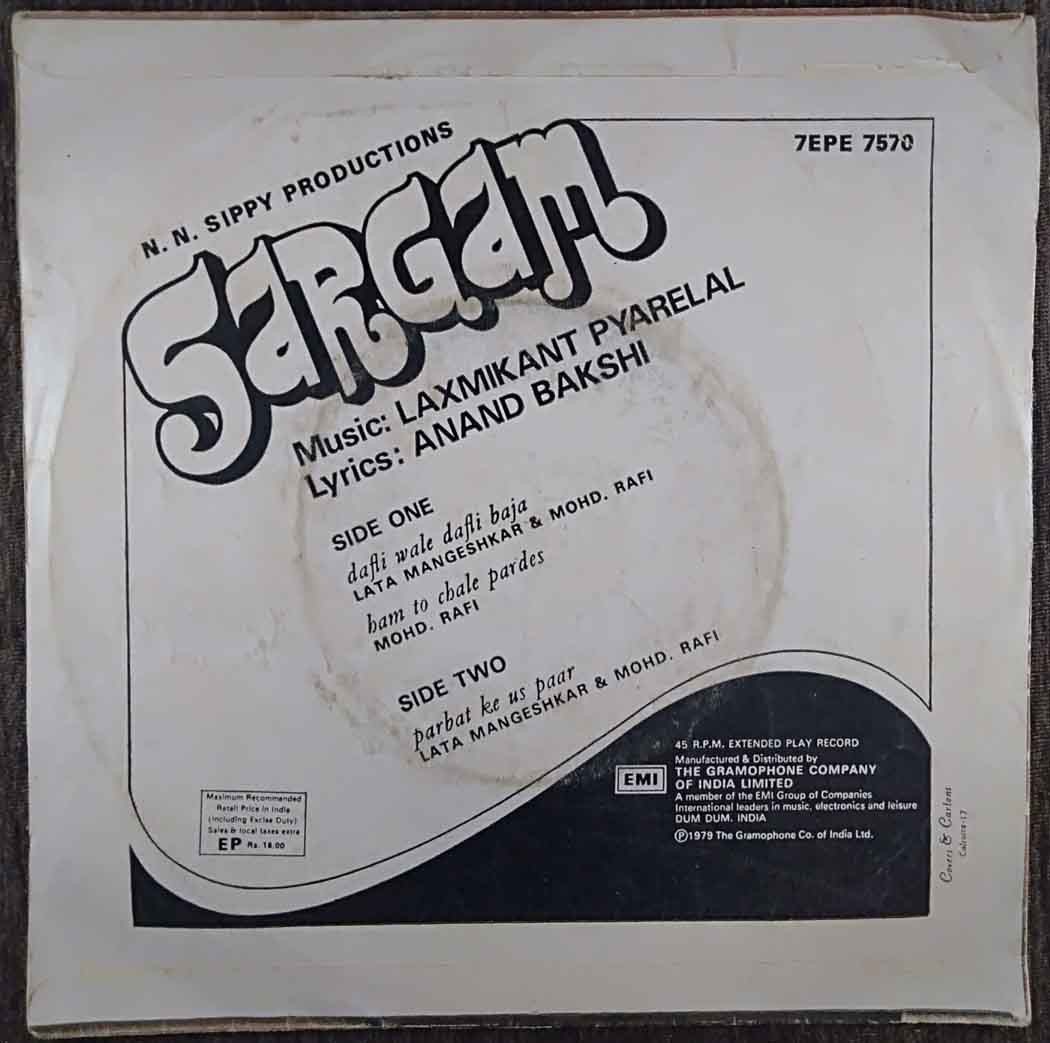 N. N. SIPPY PRODUCTIONS
SaRGam
7EPE 7570
Music: LAXMIKANT PYARELAL
Lyrics: ANAND BAKSHI
SIDE ONE
dafli wale dafli baja
LATA MANGESHKAR & MOHD. RAFI
ham to chale pardes
MOHD. RAFI
SIDE TWO
parbat ke us paar
LATA MANGESHKAR & MOHD. RAFI
Maximum Recommended
Retail Price in India
(including Excise Duty)
Sales & local taxes extra
EP Rs. 18.00
EMI
45 R.P.M. EXTENDED PLAY RECORD
Manufactured & Distributed by
THE GRAMOPHONE COMPANY
OF INDIA LIMITED
A member of the EMI Group of Companies
International leaders in music, electronics and leisure
DUM DUM. INDIA
Ⓟ1979 The Gramophone Co. of India Ltd.
Covers & Cartons
Calcutta-17